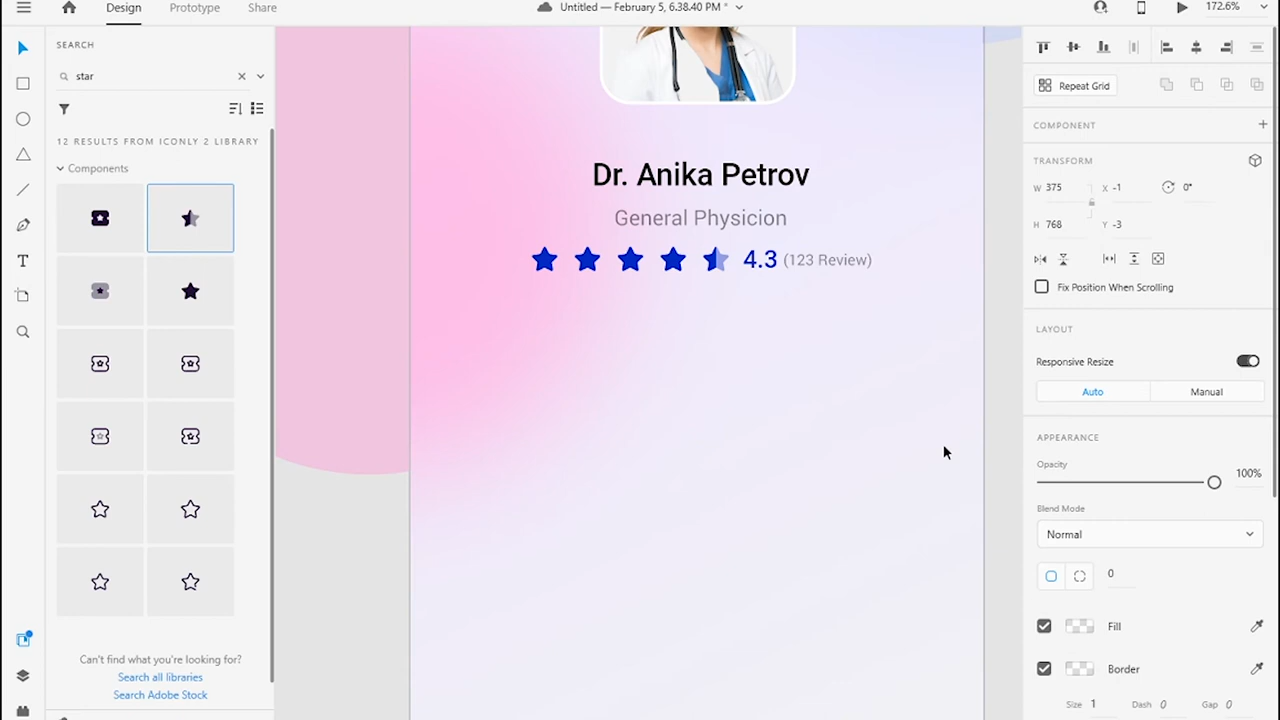 Design
Prototype
Share
Untitled — February 5, 6.38.40 PM *
172.6%
SEARCH
star
12 RESULTS FROM ICONLY 2 LIBRARY
Components
Can't find what you're looking for?
Search all libraries
Search Adobe Stock
T
Dr. Anika Petrov
General Physicion
4.3 (123 Review)
Repeat Grid
COMPONENT
TRANSFORM
W 375 X -1 0°
H 768 Y -3
Fix Position When Scrolling
LAYOUT
Responsive Resize
Auto Manual
APPEARANCE
Opacity
100%
Blend Mode
Normal
0
Fill
Border
Size 1 Dash 0 Gap 0